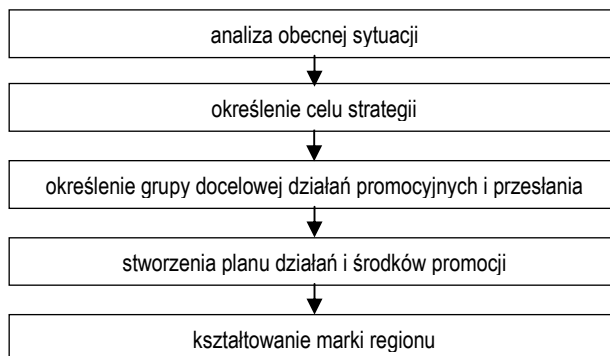 analiza obecnej sytuacji
określenie celu strategii
określenie grupy docelowej działań promocyjnych i przesłania
stworzenia planu działań i środków promocji
kształtowanie marki regionu